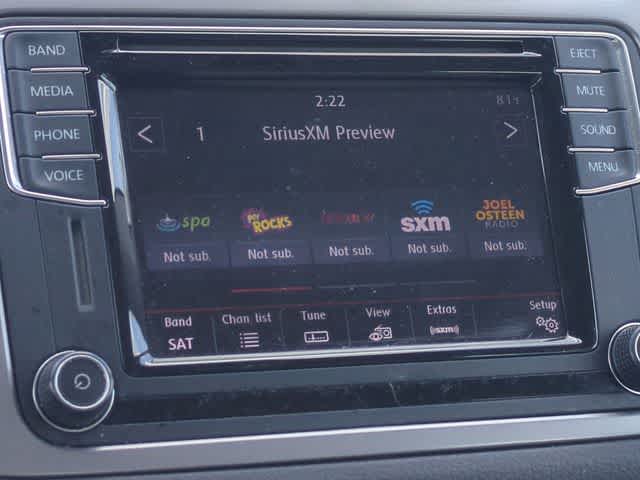 BAND
MEDIA
PHONE
VOICE
EJECT
MUTE
SOUND
MENU
2:22
1 SiriusXM Preview
spa
ROCKS
sxm
JOEL
OSTEEN
RADIO
Not sub. Not sub. Not sub. Not sub. Not sub.
Band Chan list Tune View Extras Setup
SAT
sxm